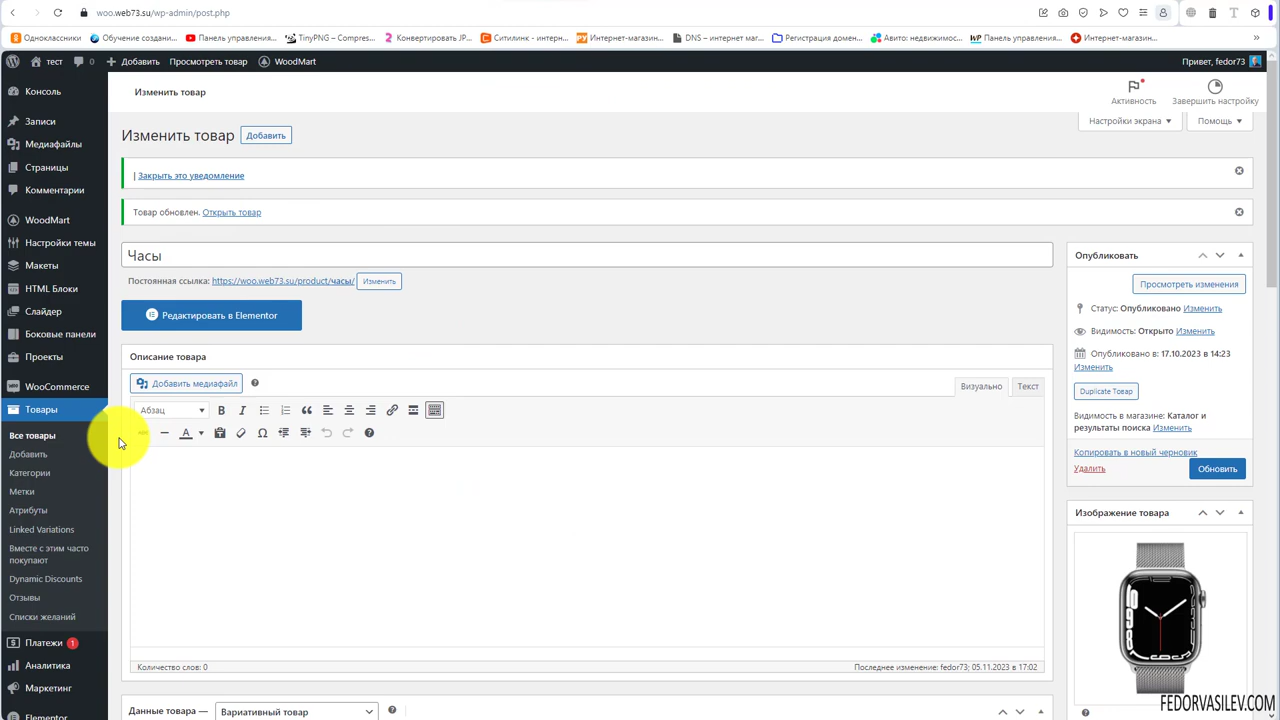 woo.web73.su/wp-admin/post.php
Одноклассники
Обучение создани...
Панель управления...
TinyPNG – Compres...
Конвертировать JP...
Ситилинк - интерн...
Интернет-магазин...
DNS – интернет маг...
Регистрация домен...
Авито: недвижимос...
Панель управления...
Интернет-магазин...
тест
0
Добавить
Просмотреть товар
WoodMart
Привет, fedor73
Консоль
Записи
Медиафайлы
Страницы
Комментарии
WoodMart
Настройки темы
Макеты
HTML Блоки
Слайдер
Боковые панели
Проекты
WooCommerce
Товары
Все товары
Добавить
Категории
Метки
Атрибуты
Linked Variations
Вместе с этим часто
покупают
Dynamic Discounts
Отзывы
Списки желаний
Платежи 1
Аналитика
Маркетинг
Elementor
Изменить товар
Активность
Завершить настройку
Настройки экрана
Помощь
Изменить товар
Добавить
| Закрыть это уведомление
Товар обновлен. Открыть товар
Часы
Постоянная ссылка: https://woo.web73.su/product/часы/ Изменить
Редактировать в Elementor
Описание товара
Добавить медиафайл
Визуально
Текст
Абзац
Количество слов: 0
Последнее изменение: fedor73; 05.11.2023 в 17:02
Данные товара —
Вариативный товар
Опубликовать
Просмотреть изменения
Статус: Опубликовано Изменить
Видимость: Открыто Изменить
Опубликовано в: 17.10.2023 в 14:23
Изменить
Duplicate Товар
Видимость в магазине: Каталог и
результаты поиска Изменить
Копировать в новый черновик
Удалить
Обновить
Изображение товара
FEDORVASILEV.COM